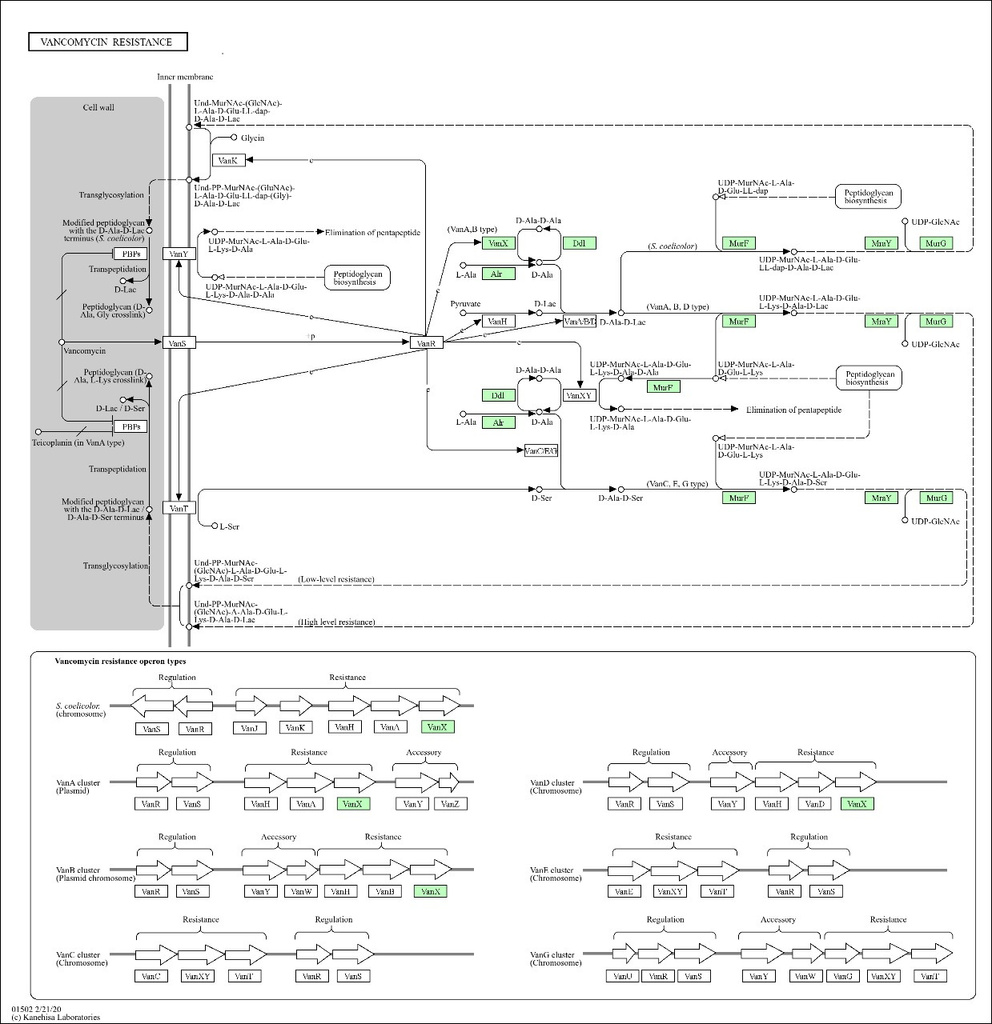 VANCOMYCIN RESISTANCE
Inner membrane
Cell wall
Und-MurNAc-(GlcNAc)-
L-Ala-D-Glu-LL-dap-
D-Ala-D-Lac
Glycin
VanK
e
Transglycosylation
Und-PP-MurNAc-(GluNAc)-
L-Ala-D-Glu-LL-dap-(Gly)-
D-Ala-D-Lac
Modified peptidoglycan
with the D-Ala-D-Lac
terminus (S. coelicolor)
UDP-MurNAc-L-Ala-D-Glu-
L-Lys-D-Ala
Elimination of pentapeptide
PBPs
VanY
Transpeptidation
D-Lac
Peptidoglycan
biosynthesis
UDP-MurNAc-L-Ala-D-Glu-
L-Lys-D-Ala-D-Ala
Peptidoglycan (D-
Ala, Gly crosslink)
e
Vancomycin
VanS
+p
VanR
Peptidoglycan (D-
Ala, L-Lys crosslink)
e
D-Lac / D-Ser
PBPs
Teicoplanin (in VanA type)
Transpeptidation
Modified peptidoglycan
with the D-Ala-D-Lac /
D-Ala-D-Ser terminus
VanT
L-Ser
Transglycosylation
Und-PP-MurNAc-
(GlcNAc)-L-Ala-D-Glu-L-
Lys-D-Ala-D-Ser
(Low-level resistance)
Und-PP-MurNAc-
(GlcNAc)-A-Ala-D-Glu-L-
Lys-D-Ala-D-Lac
(High level resistance)
(VanA,B type)
D-Ala-D-Ala
VanX
Ddl
L-Ala
Alr
D-Ala
e
Pyruvate
VanH
D-Lac
VanA/B/D
D-Ala-D-Lac
e
e
e
D-Ala-D-Ala
Ddl
VanXY
L-Ala
Alr
D-Ala
e
VanC/E/G
D-Ser
D-Ala-D-Ser
(VanC, E, G type)
UDP-MurNAc-L-Ala-
D-Glu-LL-dap
Peptidoglycan
biosynthesis
UDP-GlcNAc
(S. coelicolor)
MurF
MraY
MurG
UDP-MurNAc-L-Ala-D-Glu-
LL-dap-D-Ala-D-Lac
(VanA, B, D type)
UDP-MurNAc-L-Ala-D-Glu-
L-Lys-D-Ala-D-Lac
MurF
MraY
MurG
UDP-GlcNAc
UDP-MurNAc-L-Ala-D-Glu-
L-Lys-D-Ala-D-Ala
UDP-MurNAc-L-Ala-
D-Glu-L-Lys
MurF
Peptidoglycan
biosynthesis
UDP-MurNAc-L-Ala-D-Glu-
L-Lys-D-Ala
Elimination of pentapeptide
UDP-MurNAc-L-Ala-
D-Glu-L-Lys
UDP-MurNAc-L-Ala-D-Glu-
L-Lys-D-Ala-D-Ser
MurF
MraY
MurG
UDP-GlcNAc
Vancomycin resistance operon types
Regulation
Resistance
S. coelicolor.
(chromosome)
VanS
VanR
VanJ
VanK
VanH
VanA
VanX
Regulation
Resistance
Accessory
VanA cluster
(Plasmid)
VanR
VanS
VanH
VanA
VanX
VanY
VanZ
Regulation
Accessory
Resistance
VanD cluster
(Chromosome)
VanR
VanS
VanY
VanH
VanD
VanX
Regulation
Accessory
Resistance
VanB cluster
(Plasmid chromosome)
VanR
VanS
VanY
VanW
VanH
VanB
VanX
Resistance
Regulation
VanE cluster
(Chromosome)
VanE
VanXY
VanT
VanR
VanS
Resistance
Regulation
VanC cluster
(Chromosome)
VanC
VanXY
VanT
VanR
VanS
Regulation
Accessory
Resistance
VanG cluster
(Chromosome)
VanU
VanR
VanS
VanY
VanW
VanG
VanXY
VanT
01502 2/21/20
(c) Kanehisa Laboratories